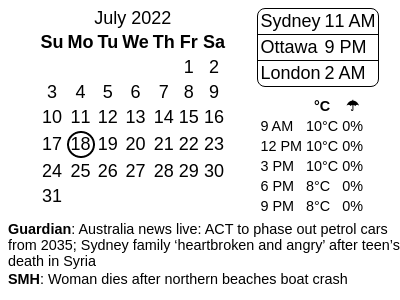 July 2022
Su Mo Tu We Th Fr Sa
1 2
3 4 5 6 7 8 9
10 11 12 13 14 15 16
17 18 19 20 21 22 23
24 25 26 27 28 29 30
31
Sydney 11 AM
Ottawa 9 PM
London 2 AM
°C ☂
9 AM 10°C 0%
12 PM 10°C 0%
3 PM 10°C 0%
6 PM 8°C 0%
9 PM 8°C 0%
Guardian: Australia news live: ACT to phase out petrol cars
from 2035; Sydney family ‘heartbroken and angry’ after teen’s
death in Syria
SMH: Woman dies after northern beaches boat crash